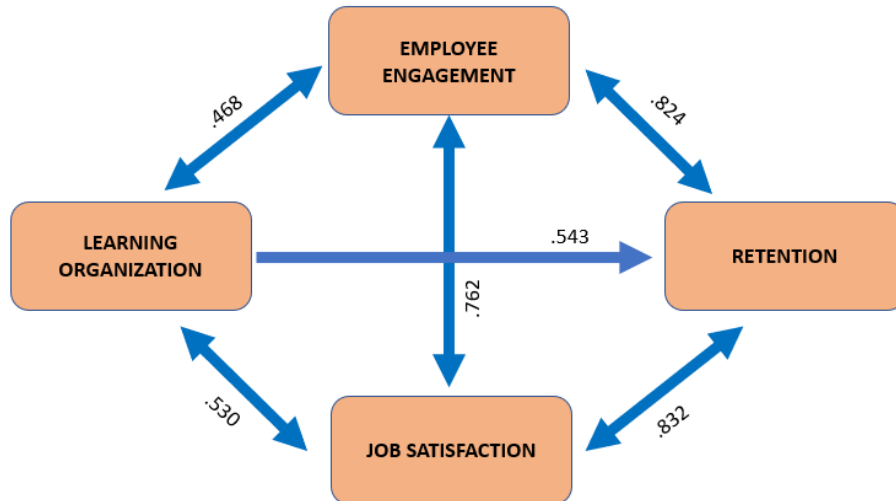 EMPLOYEE
ENGAGEMENT
.468
.824
LEARNING
ORGANIZATION
.543
RETENTION
.762
.530
JOB SATISFACTION
.832